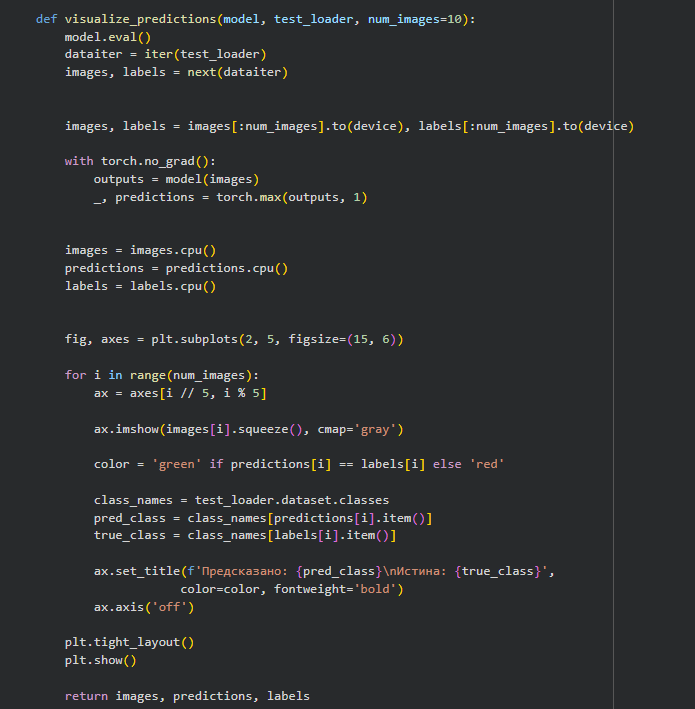 def visualize_predictions(model, test_loader, num_images=10):
    model.eval()
    dataiter = iter(test_loader)
    images, labels = next(dataiter)
    images, labels = images[:num_images].to(device), labels[:num_images].to(device)
    with torch.no_grad():
        outputs = model(images)
        _, predictions = torch.max(outputs, 1)
    images = images.cpu()
    predictions = predictions.cpu()
    labels = labels.cpu()
    fig, axes = plt.subplots(2, 5, figsize=(15, 6))
    for i in range(num_images):
        ax = axes[i // 5, i % 5]
        ax.imshow(images[i].squeeze(), cmap='gray')
        color = 'green' if predictions[i] == labels[i] else 'red'
        class_names = test_loader.dataset.classes
        pred_class = class_names[predictions[i].item()]
        true_class = class_names[labels[i].item()]
        ax.set_title(f'Предсказано: {pred_class}\nИстина: {true_class}',
                    color=color, fontweight='bold')
        ax.axis('off')
    plt.tight_layout()
    plt.show()
    return images, predictions, labels